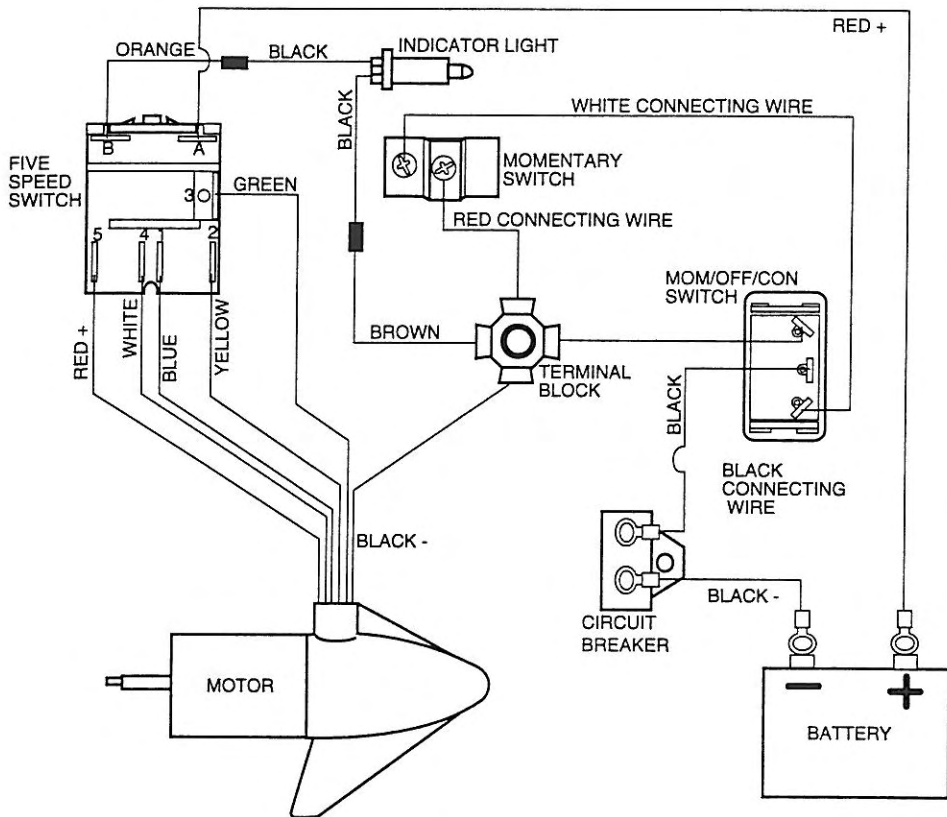 RED +
ORANGE
BLACK
INDICATOR LIGHT
BLACK
WHITE CONNECTING WIRE
B
A
FIVE
SPEED
SWITCH
MOMENTARY
SWITCH
3
GREEN
RED CONNECTING WIRE
5
4
1
2
MOM/OFF/CON
SWITCH
RED +
WHITE
BLUE
YELLOW
BROWN
TERMINAL
BLOCK
BLACK
BLACK
CONNECTING
WIRE
BLACK -
BLACK -
CIRCUIT
BREAKER
MOTOR
BATTERY